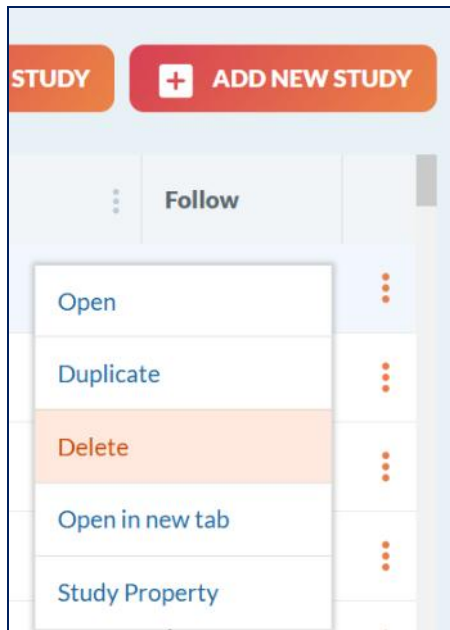 STUDY
ADD NEW STUDY
Follow
Open
Duplicate
Delete
Open in new tab
Study Property